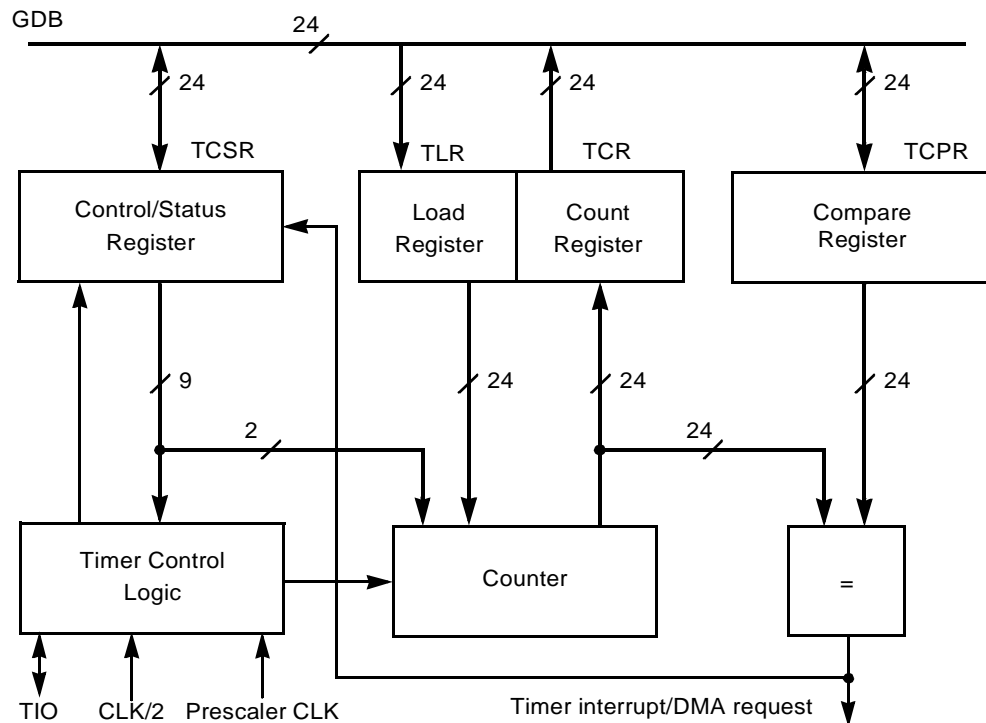 GDB
24
24
24
24
24
TCSR
TLR
TCR
TCPR
Control/Status
Register
Load
Register
Count
Register
Compare
Register
9
24
24
24
2
24
Timer Control
Logic
Counter
=
TIO
CLK/2
Prescaler CLK
Timer interrupt/DMA request